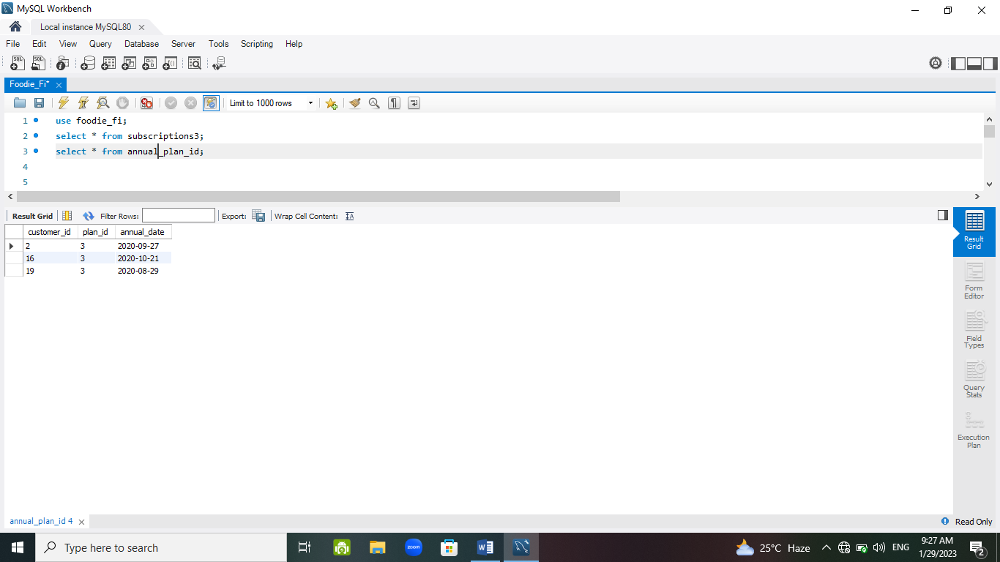 MySQL Workbench
Local instance MySQL80
File Edit View Query Database Server Tools Scripting Help
Foodie_Fi*
Limit to 1000 rows
1 use foodie_fi;
2 select * from subscriptions3;
3 select * from annual_plan_id;
4
5
Result Grid Filter Rows: Export: Wrap Cell Content:
customer_id plan_id annual_date
2 3 2020-09-27
16 3 2020-10-21
19 3 2020-08-29
Result
Grid
Form
Editor
Field
Types
Query
Stats
Execution
Plan
annual_plan_id 4
Read Only
Type here to search
zoom
25°C Haze
ENG
9:27 AM
1/29/2023
2